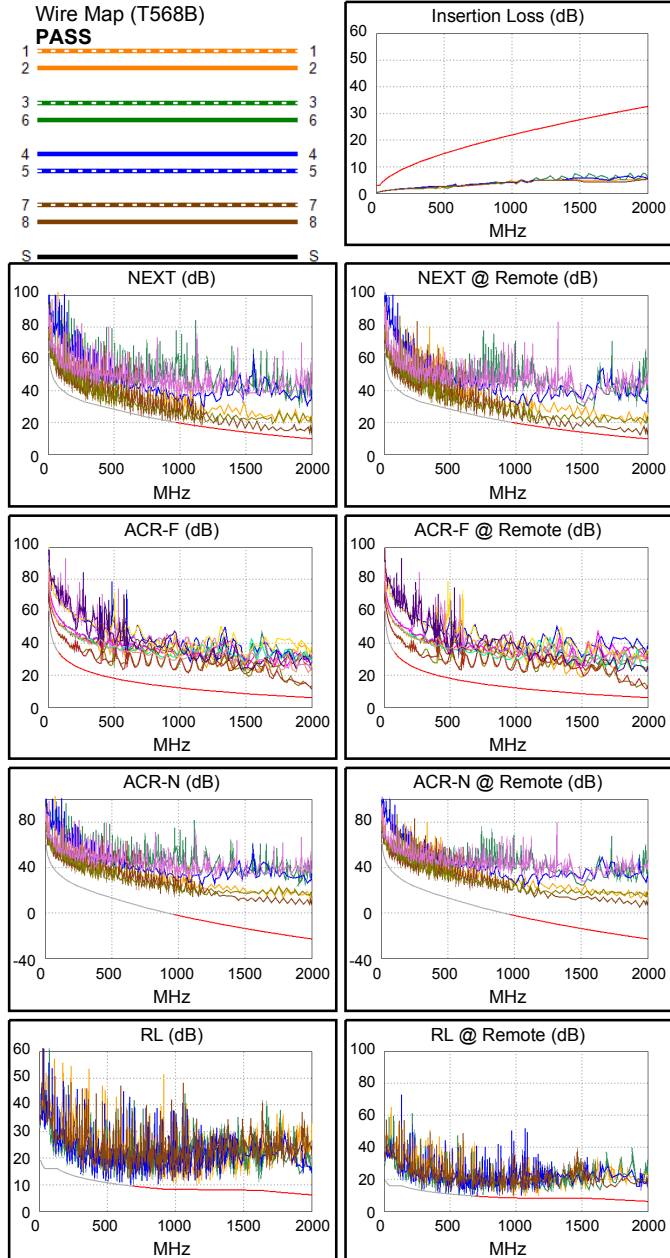 Wire Map (T568B)
PASS
1 1
2 2
3 3
6 6
4 4
5 5
7 7
8 8
S S
Insertion Loss (dB)
60
50
40
30
20
10
0
0 500 1000 1500 2000
MHz
NEXT (dB)
100
80
60
40
20
0
0 500 1000 1500 2000
MHz
NEXT @ Remote (dB)
100
80
60
40
20
0
0 500 1000 1500 2000
MHz
ACR-F (dB)
100
80
60
40
20
0
0 500 1000 1500 2000
MHz
ACR-F @ Remote (dB)
100
80
60
40
20
0
0 500 1000 1500 2000
MHz
ACR-N (dB)
80
40
0
-40
0 500 1000 1500 2000
MHz
ACR-N @ Remote (dB)
80
40
0
-40
0 500 1000 1500 2000
MHz
RL (dB)
60
50
40
30
20
10
0
0 500 1000 1500 2000
MHz
RL @ Remote (dB)
100
80
60
40
20
0
0 500 1000 1500 2000
MHz